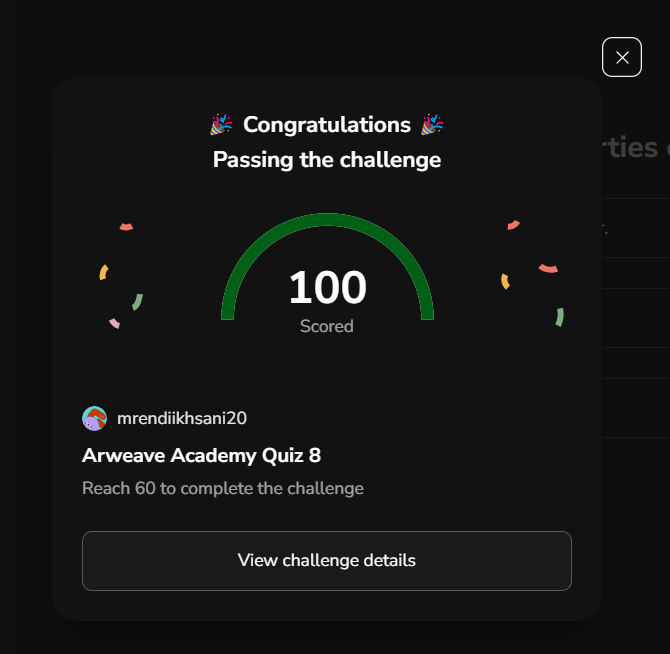 🎉 Congratulations 🎉
Passing the challenge
100
Scored
mrendiikhsani20
Arweave Academy Quiz 8
Reach 60 to complete the challenge
View challenge details